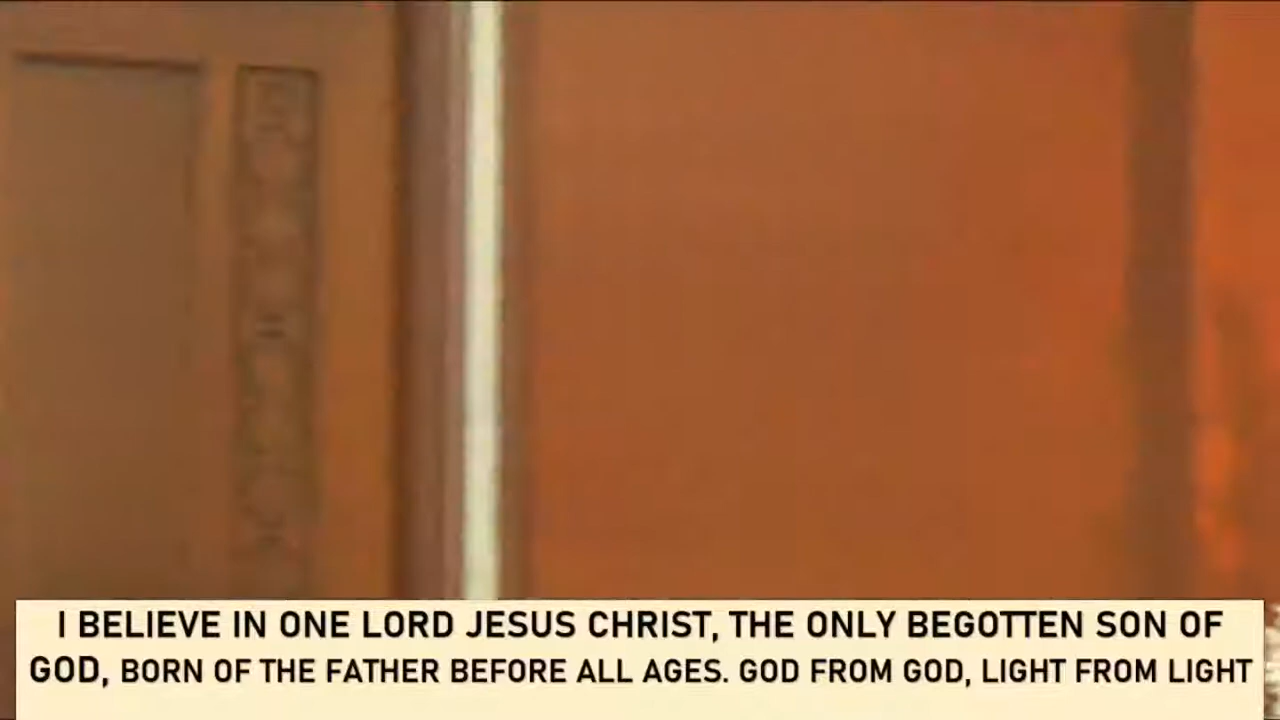 I BELIEVE IN ONE LORD JESUS CHRIST, THE ONLY BEGOTTEN SON OF
GOD, BORN OF THE FATHER BEFORE ALL AGES. GOD FROM GOD, LIGHT FROM LIGHT